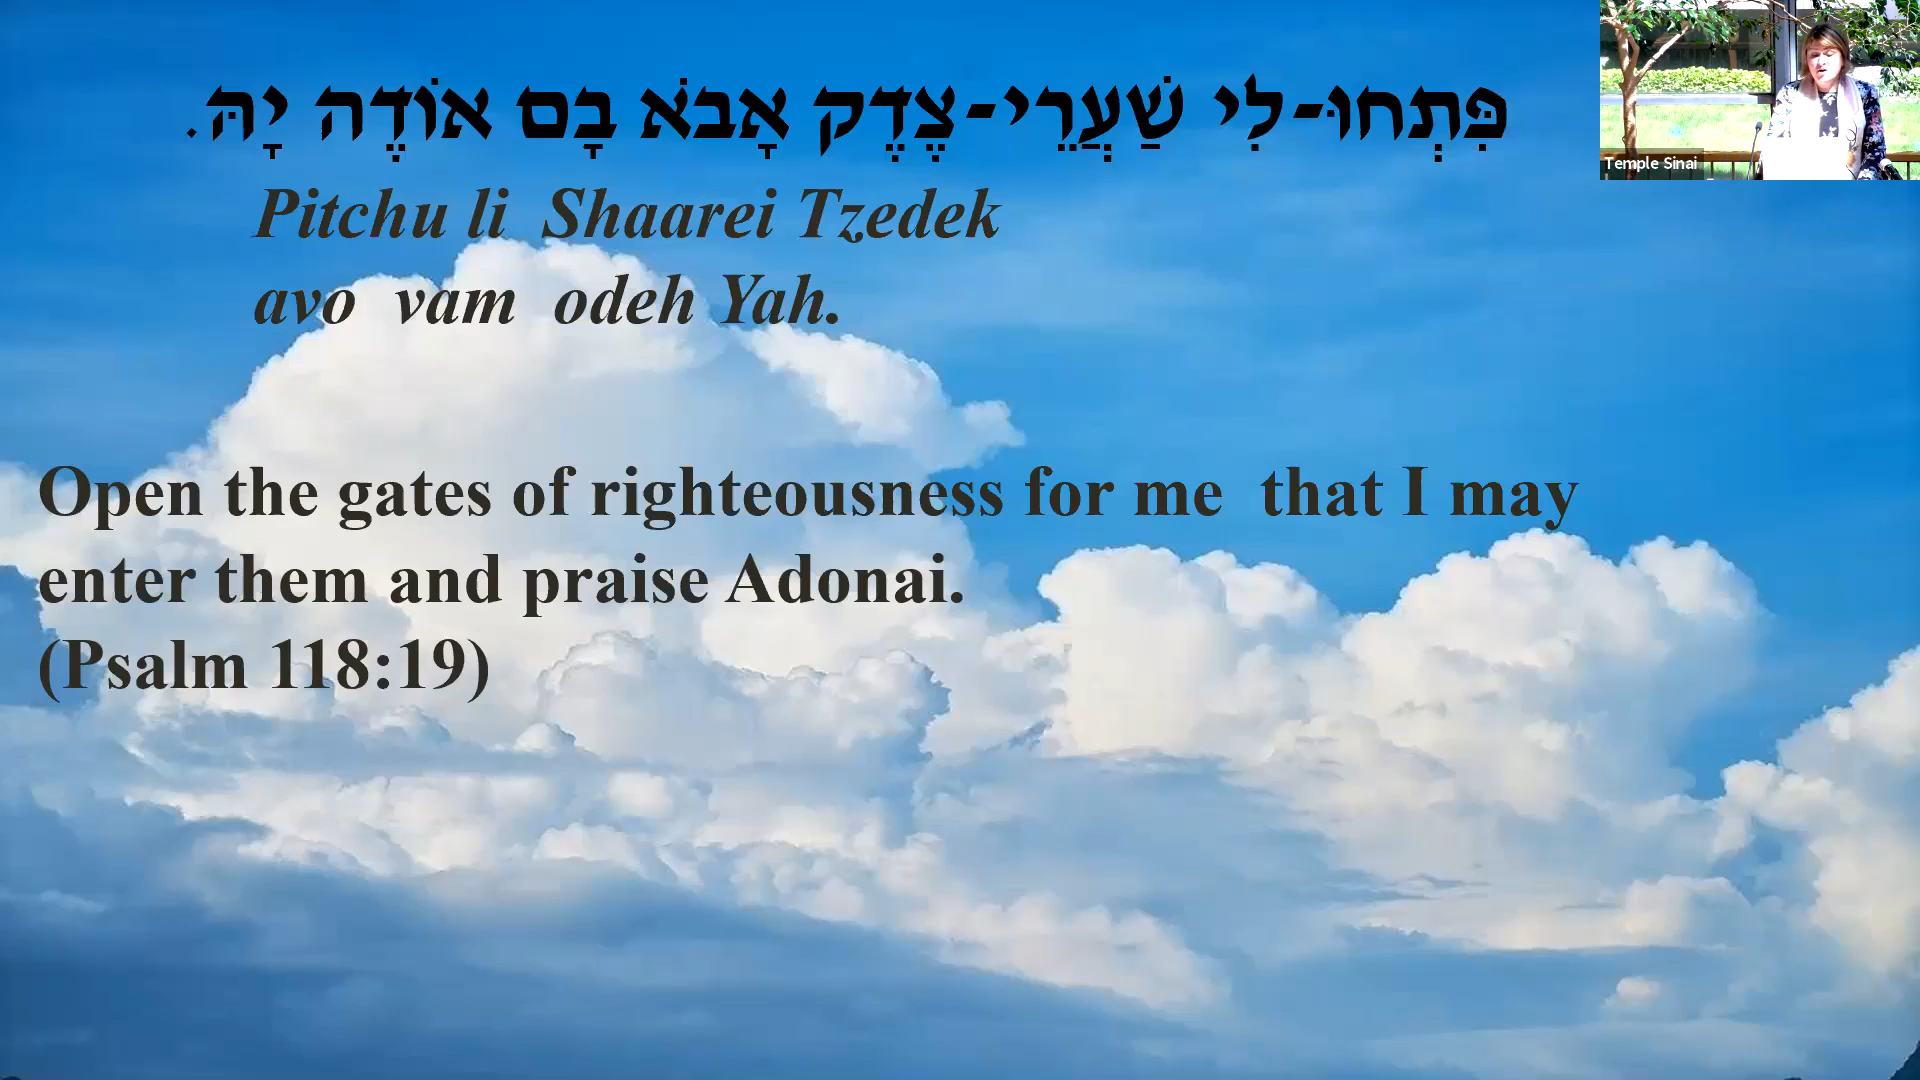 פִּתְחוּ-לִי שַׁעֲרֵי-צֶדֶק אָבֹא בָם אוֹדֶה יָהּ.
Pitchu li Shaarei Tzedek
avo vam odeh Yah.
Open the gates of righteousness for me that I may
enter them and praise Adonai.
(Psalm 118:19)
Temple Sinai